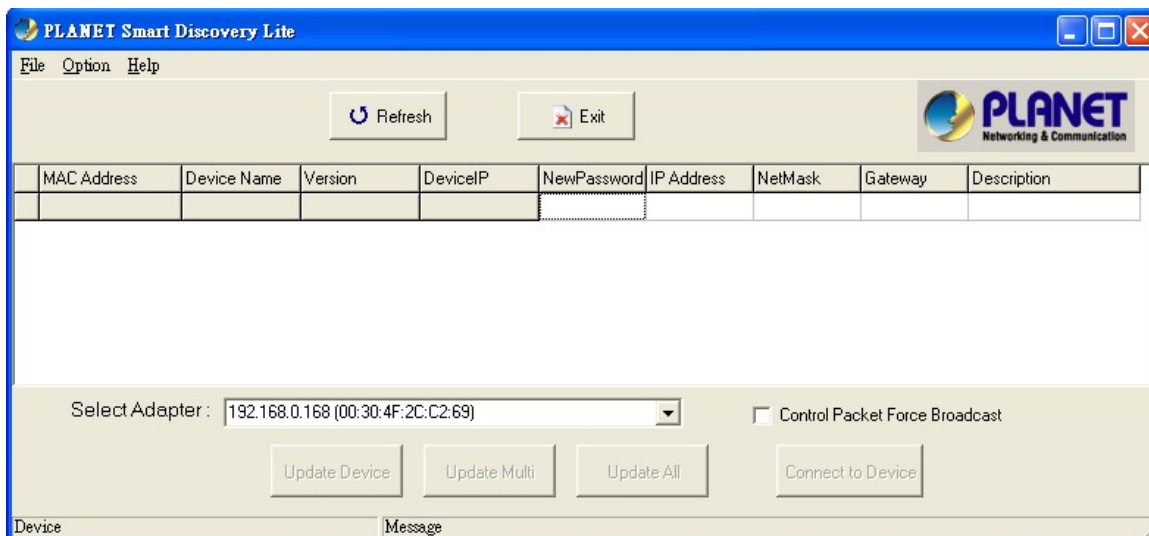 PLANET Smart Discovery Lite
File Option Help
Refresh Exit
PLANET
Networking & Communication
MAC Address Device Name Version DeviceIP NewPassword IP Address NetMask Gateway Description
Select Adapter : 192.168.0.168 (00:30:4F:2C:C2:69) Control Packet Force Broadcast
Update Device Update Multi Update All Connect to Device
Device Message